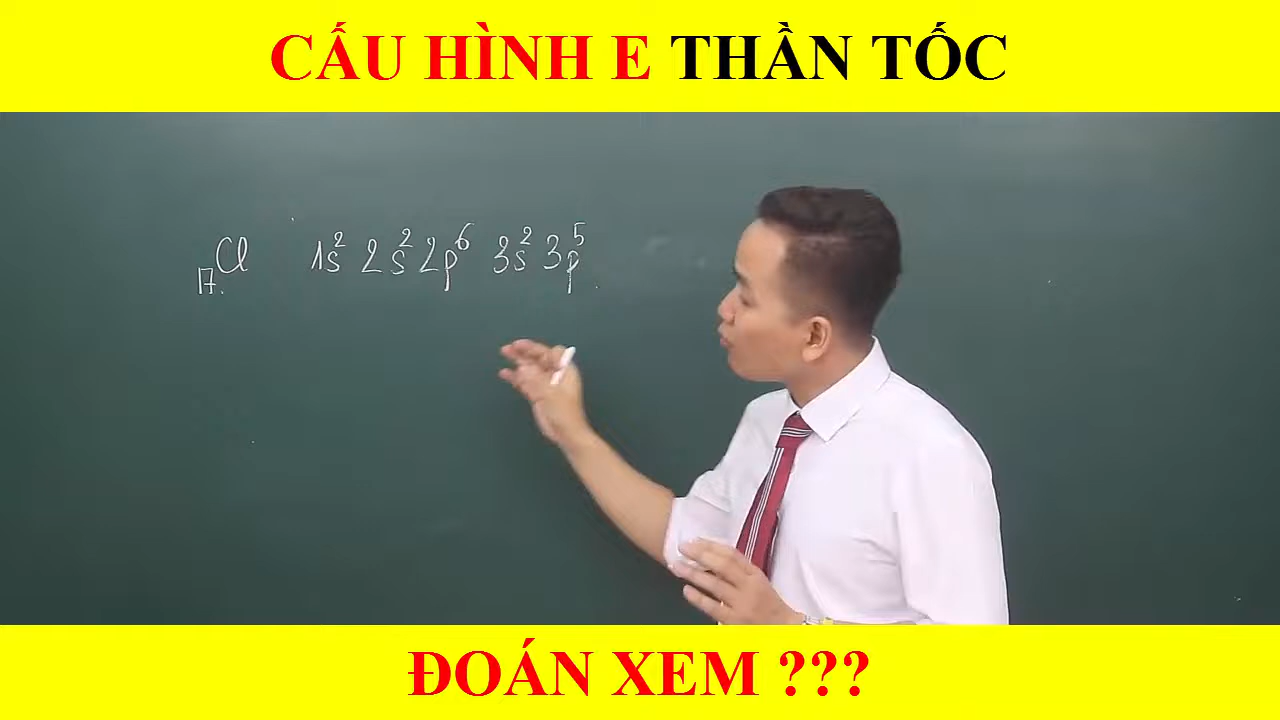 CẤU HÌNH E THẦN TỐC
₁₇Cl 1s² 2s² 2p⁶ 3s² 3p⁵
ĐOÁN XEM ???